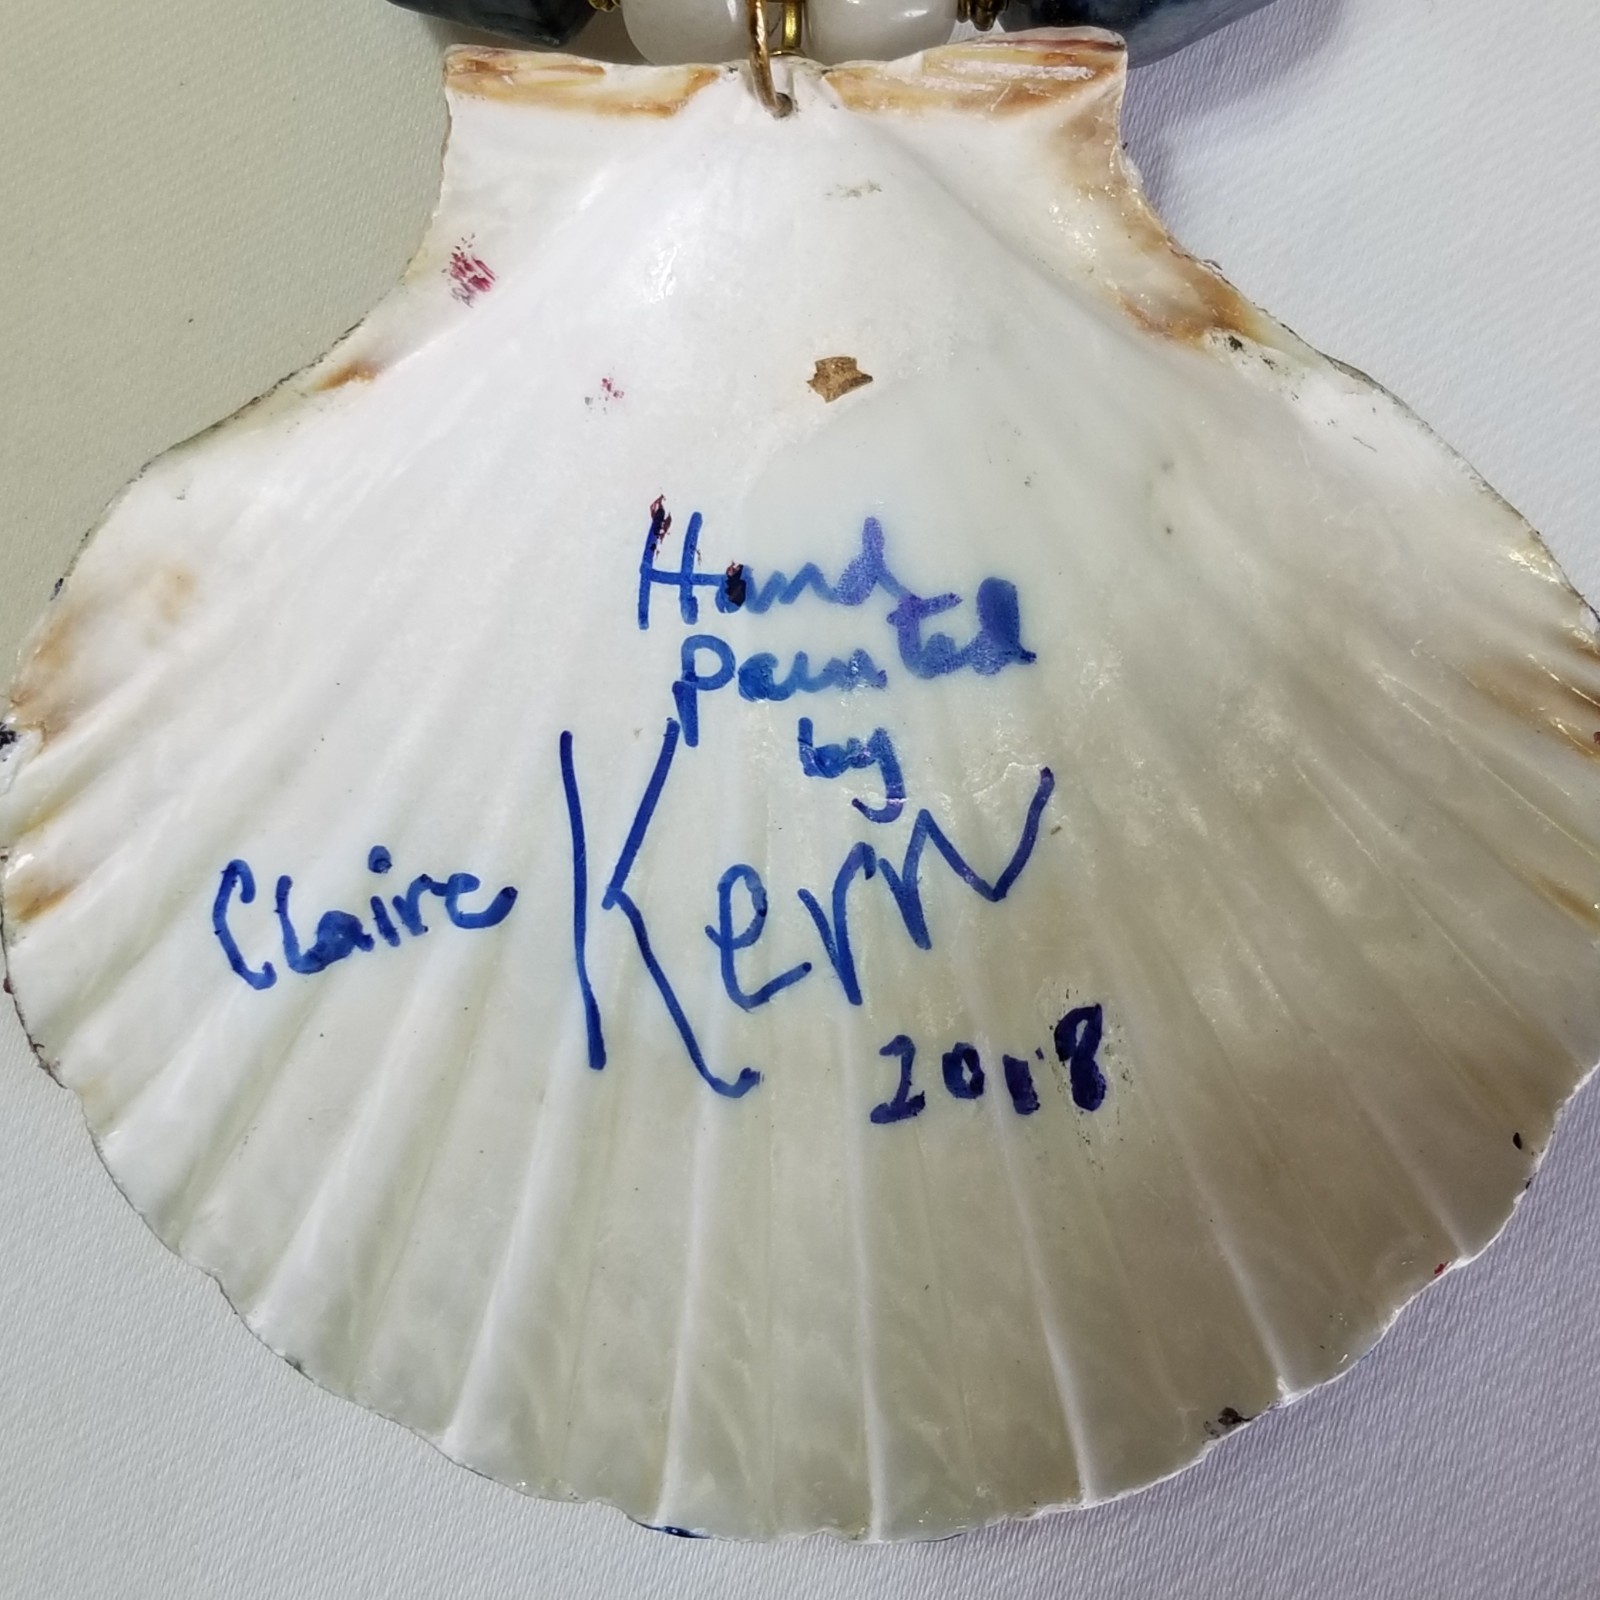 Hand
painted
by
Claire Kern
2018